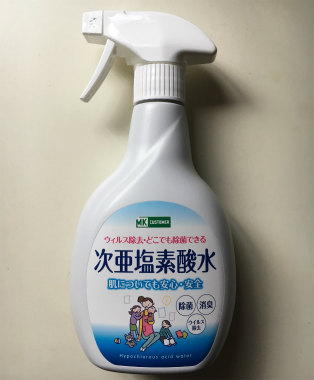 MK CUSTOMER
ウィルス除去・どこでも除菌できる
次亜塩素酸水
肌についても安心・安全
除菌
消臭
ウイルス
除去
Hypochlorous acid water